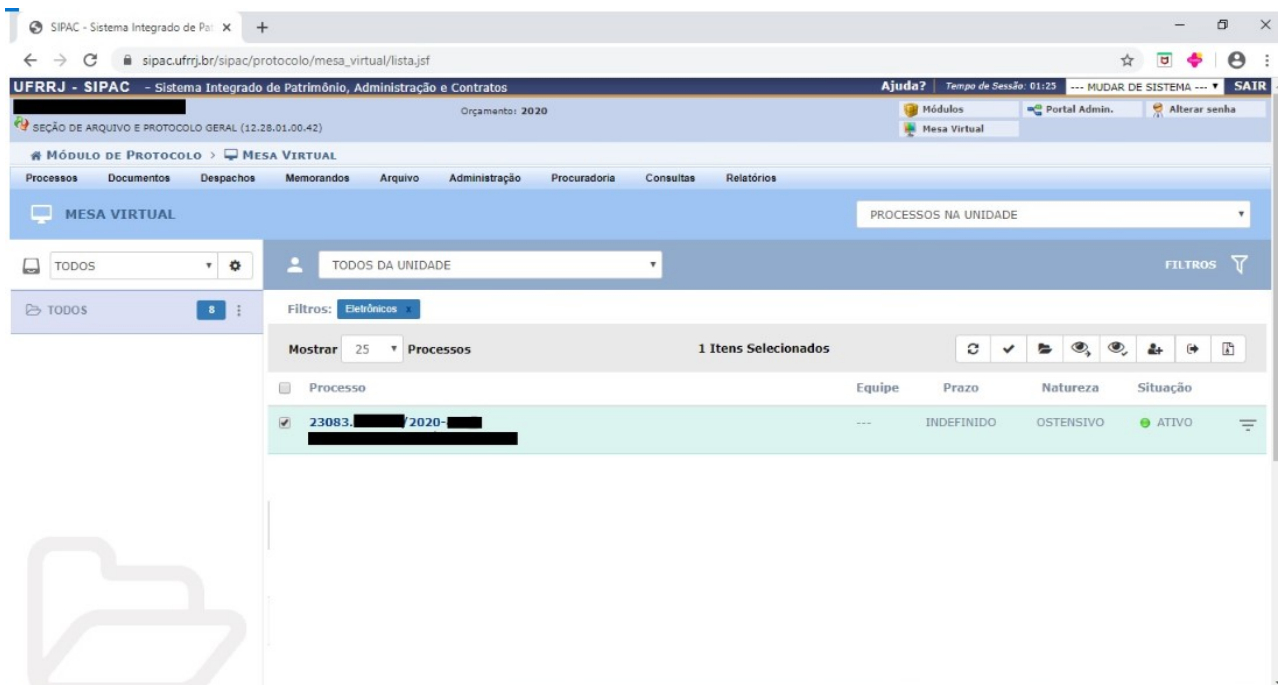 SIPAC - Sistema Integrado de Pat
sipac.ufrrj.br/sipac/protocolo/mesa_virtual/lista.jsf
UFRRJ - SIPAC - Sistema Integrado de Patrimônio, Administração e Contratos Ajuda? Tempo de Sessão: 01:25 --- MUDAR DE SISTEMA --- SAIR
Orçamento: 2020 Módulos Portal Admin. Alterar senha
SEÇÃO DE ARQUIVO E PROTOCOLO GERAL (12.28.01.00.42) Mesa Virtual
MÓDULO DE PROTOCOLO > MESA VIRTUAL
Processos Documentos Despachos Memorandos Arquivo Administração Procuradoria Consultas Relatórios
MESA VIRTUAL PROCESSOS NA UNIDADE
TODOS TODOS DA UNIDADE FILTROS
TODOS 8 Filtros: Eletrônicos x
Mostrar 25 Processos 1 Itens Selecionados
Processo Equipe Prazo Natureza Situação
23083. /2020- --- INDEFINIDO OSTENSIVO ATIVO